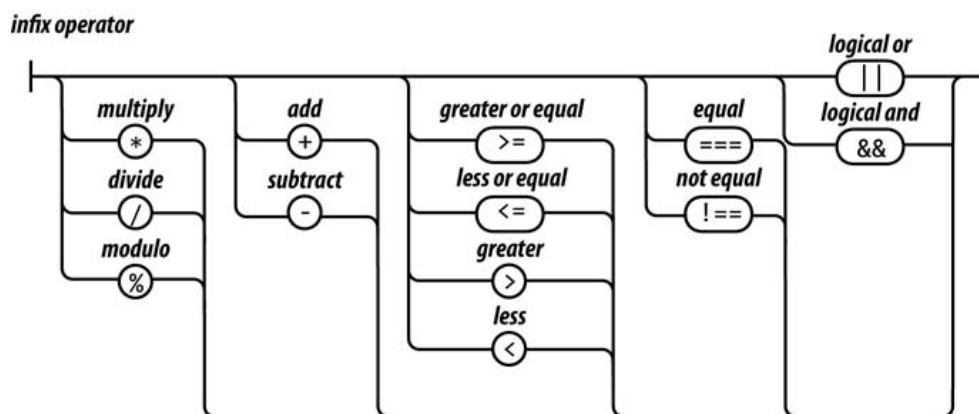 infix operator
logical or
||
multiply
add
greater or equal
equal
logical and
*
+
>=
===
&&
divide
subtract
less or equal
not equal
/
-
<=
!==
modulo
greater
%
>
less
<